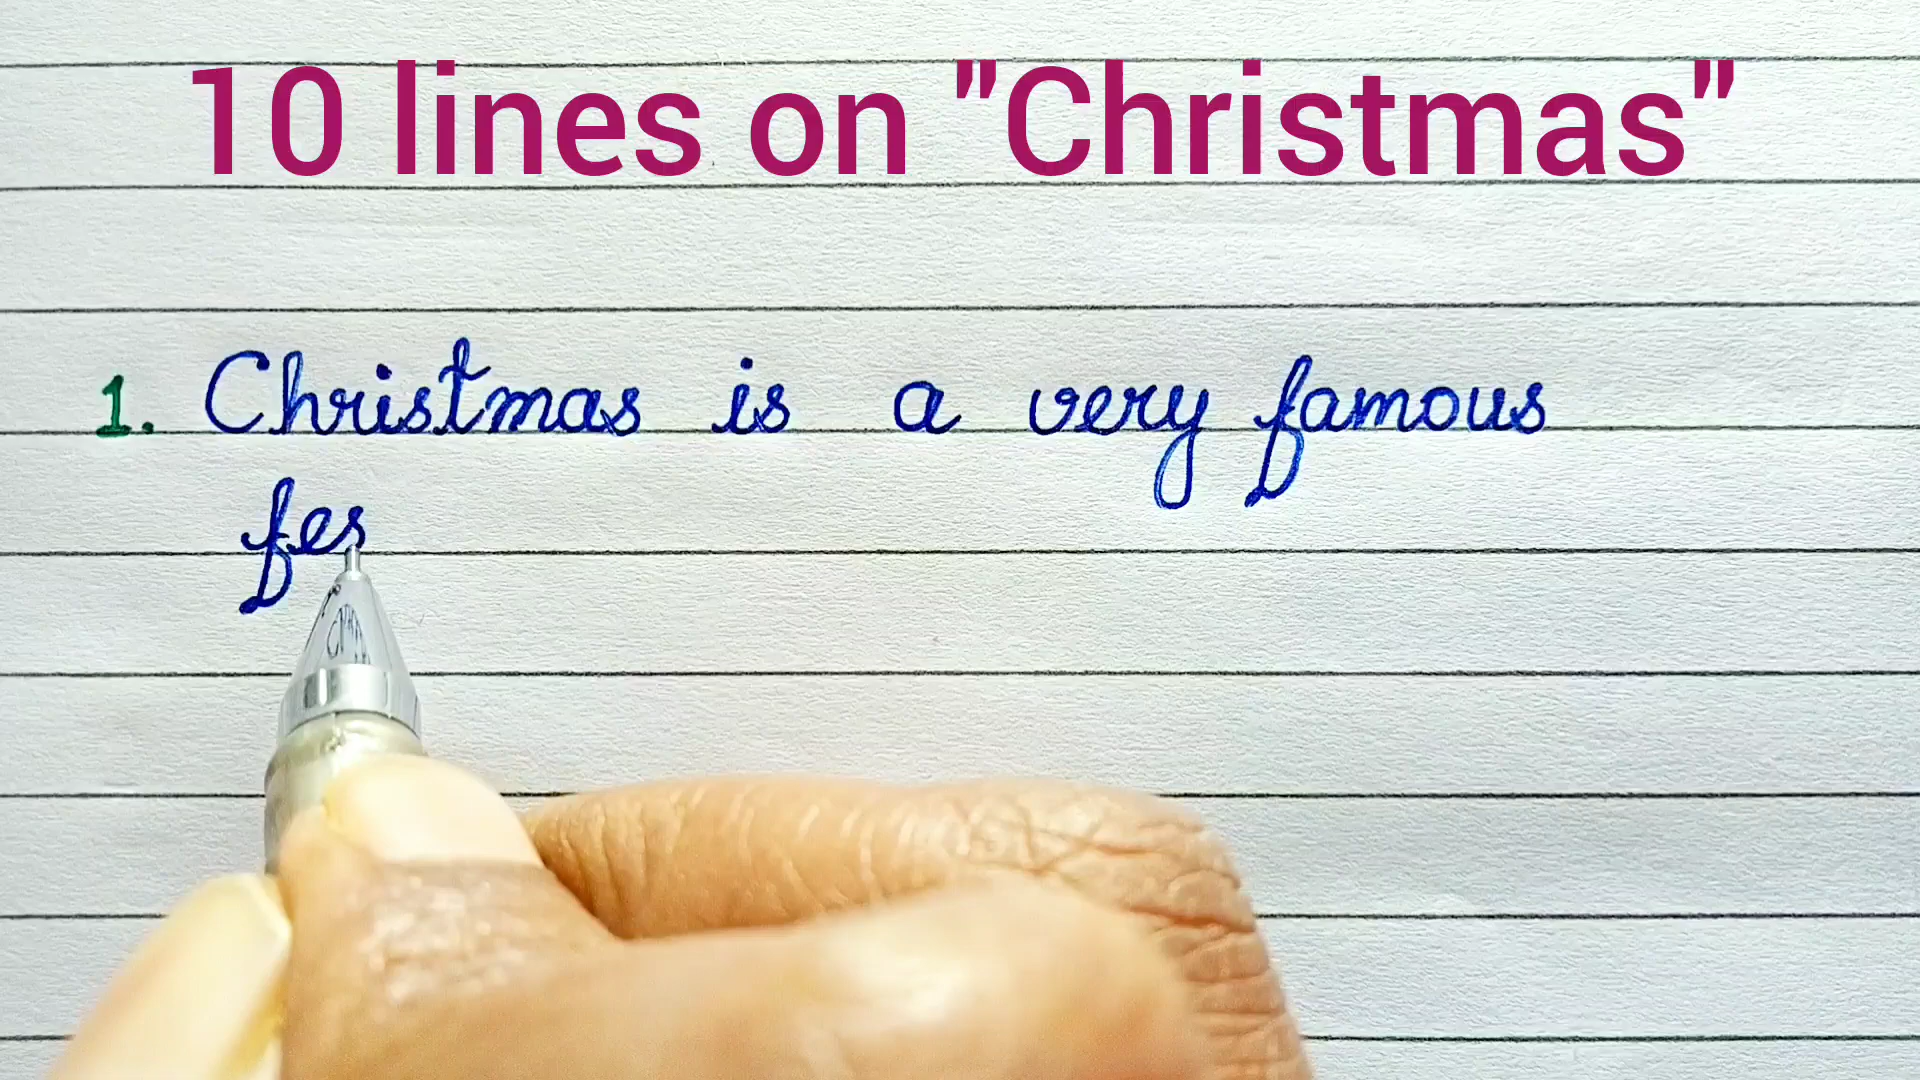 10 lines on "Christmas"
1. Christmas is a very famous
fes